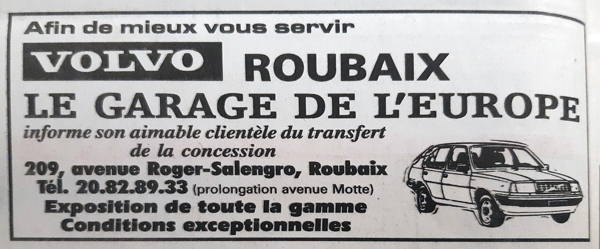 Afin de mieux vous servir
VOLVO ROUBAIX
LE GARAGE DE L'EUROPE
informe son aimable clientèle du transfert
de la concession
209, avenue Roger-Salengro, Roubaix
Tél. 20.82.89.33 (prolongation avenue Motte)
Exposition de toute la gamme
Conditions exceptionnelles